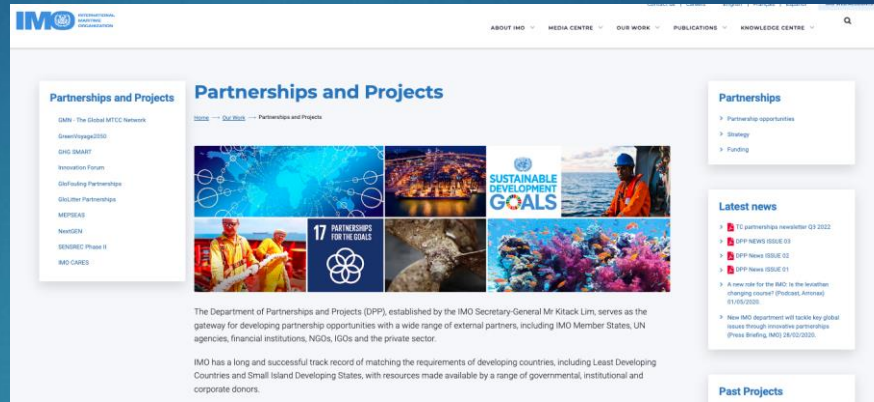 Contact us | Careers English | Français | Español
IMO INTERNATIONAL
MARITIME
ORGANIZATION
ABOUT IMO MEDIA CENTRE OUR WORK PUBLICATIONS KNOWLEDGE CENTRE
Partnerships and Projects
GMN - The Global MTCC Network
GreenVoyage2050
GHG SMART
Innovation Forum
GloFouling Partnerships
GloLitter Partnerships
MEPSEAS
NextGEN
SENSREC Phase II
IMO CARES
Partnerships and Projects
Home → Our Work → Partnerships and Projects
SUSTAINABLE
DEVELOPMENT
GOALS
17 PARTNERSHIPS
FOR THE GOALS
The Department of Partnerships and Projects (DPP), established by the IMO Secretary-General Mr Kitack Lim, serves as the
gateway for developing partnership opportunities with a wide range of external partners, including IMO Member States, UN
agencies, financial institutions, NGOs, IGOs and the private sector.
IMO has a long and successful track record of matching the requirements of developing countries, including Least Developing
Countries and Small Island Developing States, with resources made available by a range of governmental, institutional and
corporate donors.
Partnerships
> Partnership opportunities
> Strategy
> Funding
Latest news
> TC partnerships newsletter Q3 2022
> DPP NEWS ISSUE 03
> DPP News ISSUE 02
> DPP News ISSUE 01
> A new role for the IMO: Is the leviathan
changing course? (Podcast, Aronnax)
01/05/2020.
> New IMO department will tackle key global
issues through innovative partnerships
(Press Briefing, IMO) 28/02/2020.
Past Projects